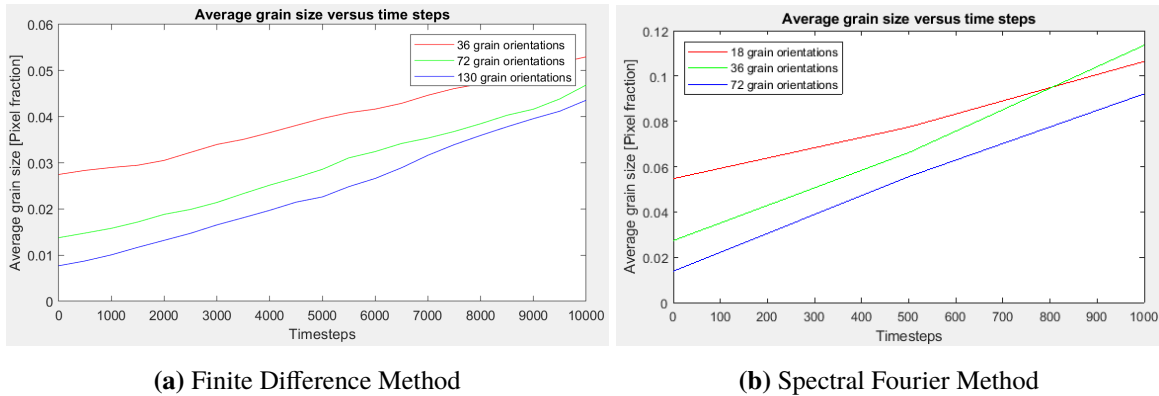 Average grain size versus time steps
0.06
0.05
0.04
0.03
0.02
0.01
0
Average grain size [Pixel fraction]
36 grain orientations
72 grain orientations
130 grain orientations
0 1000 2000 3000 4000 5000 6000 7000 8000 9000 10000
Timesteps
(a) Finite Difference Method
Average grain size versus time steps
0.12
0.1
0.08
0.06
0.04
0.02
0
Average grain size [Pixel fraction]
18 grain orientations
36 grain orientations
72 grain orientations
0 100 200 300 400 500 600 700 800 900 1000
Timesteps
(b) Spectral Fourier Method